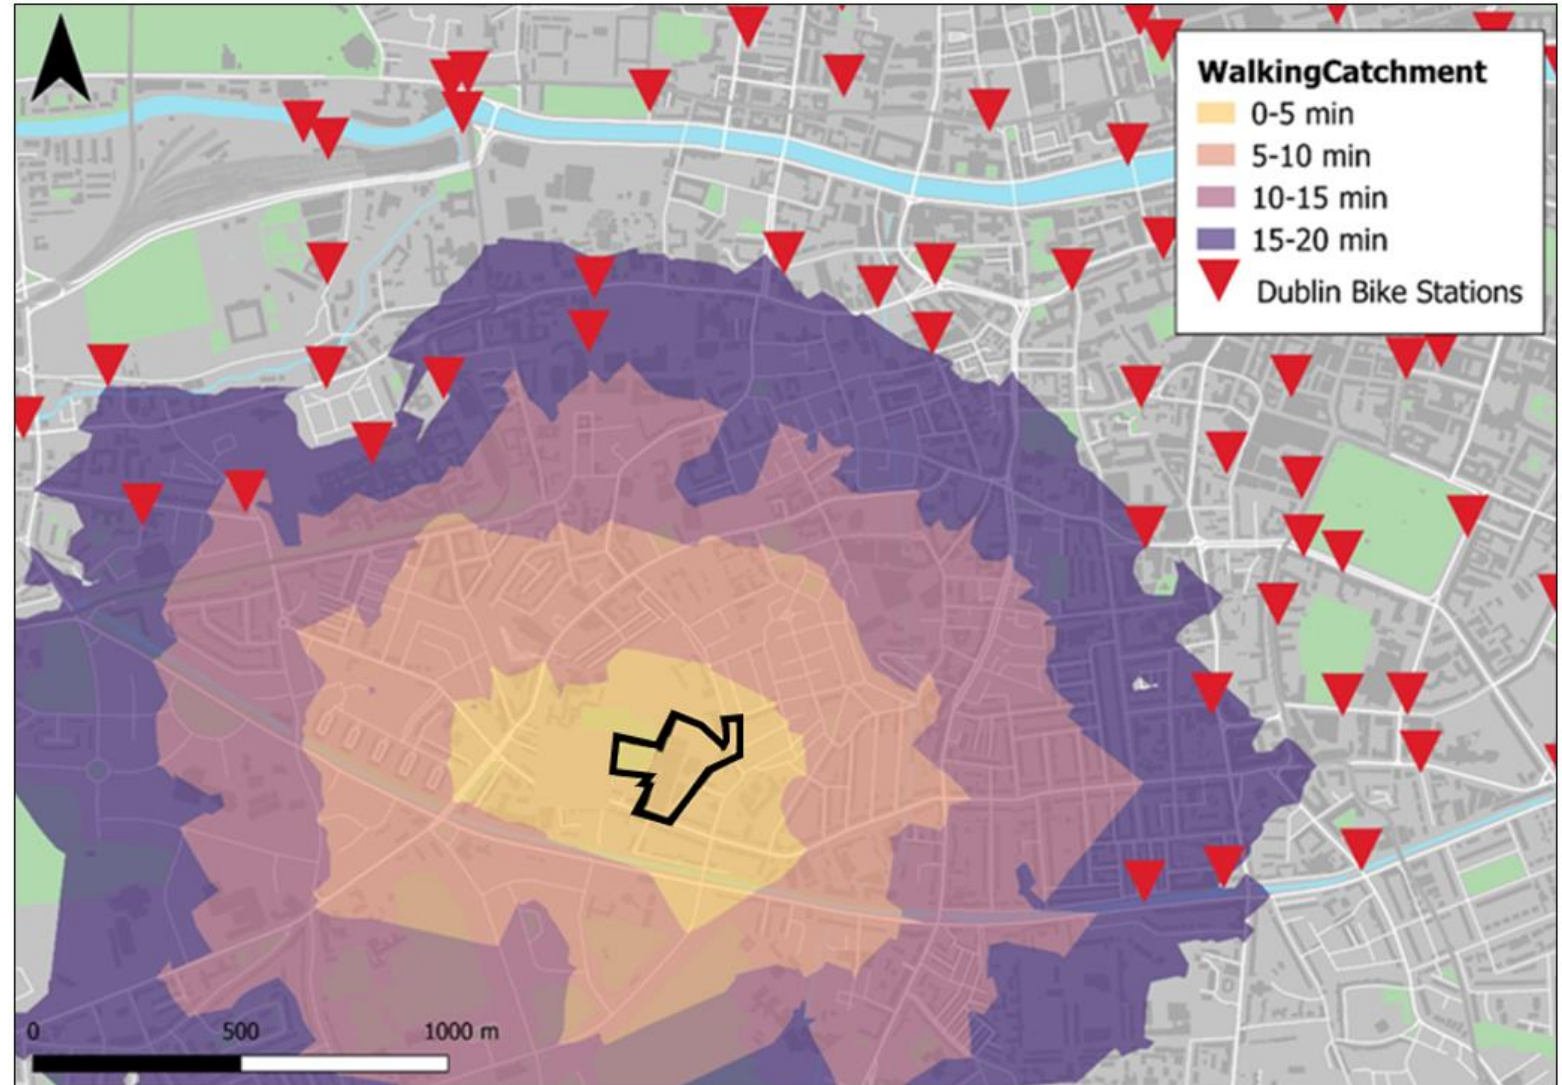 WalkingCatchment
0-5 min
5-10 min
10-15 min
15-20 min
Dublin Bike Stations
0 500 1000 m